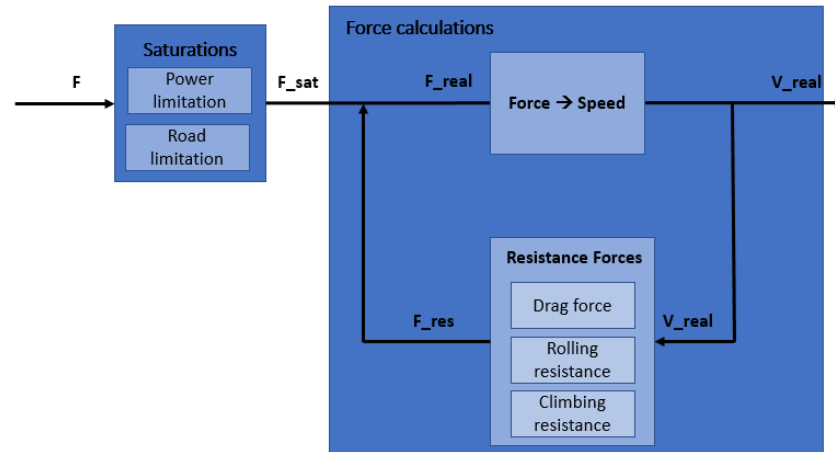 Saturations
Force calculations
F
Power
limitation
F_sat
F_real
Force → Speed
V_real
Road
limitation
Resistance Forces
Drag force
F_res
V_real
Rolling
resistance
Climbing
resistance